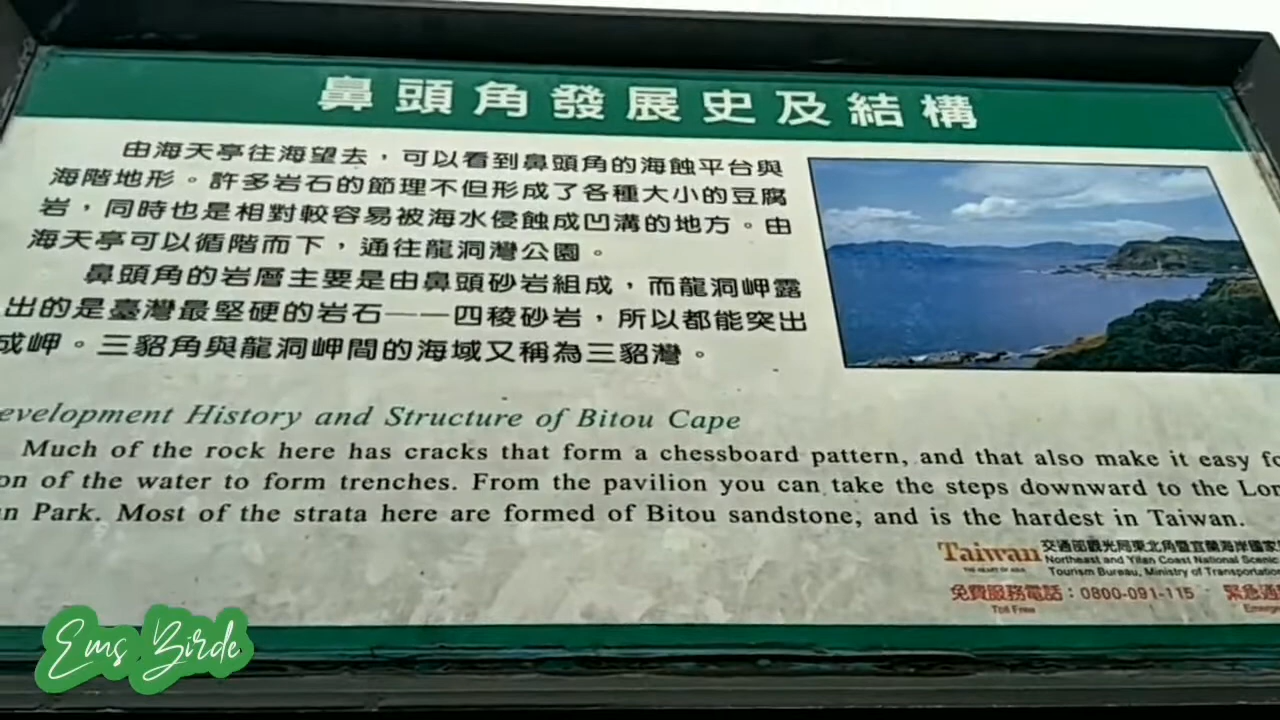 鼻頭角發展史及結構
由海天亭往海望去，可以看到鼻頭角的海蝕平台與
海階地形。許多岩石的節理不但形成了各種大小的豆腐
岩，同時也是相對較容易被海水侵蝕成凹溝的地方。由
海天亭可以循階而下，通往龍洞灣公園。
鼻頭角的岩層主要是由鼻頭砂岩組成，而龍洞岬露
出的是臺灣最堅硬的岩石──四稜砂岩，所以都能突出
成岬。三貂角與龍洞岬間的海域又稱為三貂灣。
evelopment History and Structure of Bitou Cape
Much of the rock here has cracks that form a chessboard pattern, and that also make it easy fo
on of the water to form trenches. From the pavilion you can take the steps downward to the Lon
n Park. Most of the strata here are formed of Bitou sandstone, and is the hardest in Taiwan.
Taiwan 交通部觀光局東北角暨宜蘭海岸國家
THE HEART OF ASIA Northeast and Yilan Coast National Scenic
Tourism Bureau, Ministry of Transportation
免費服務電話：0800-091-115 緊急通
Toll Free Emerg
Ems Birde